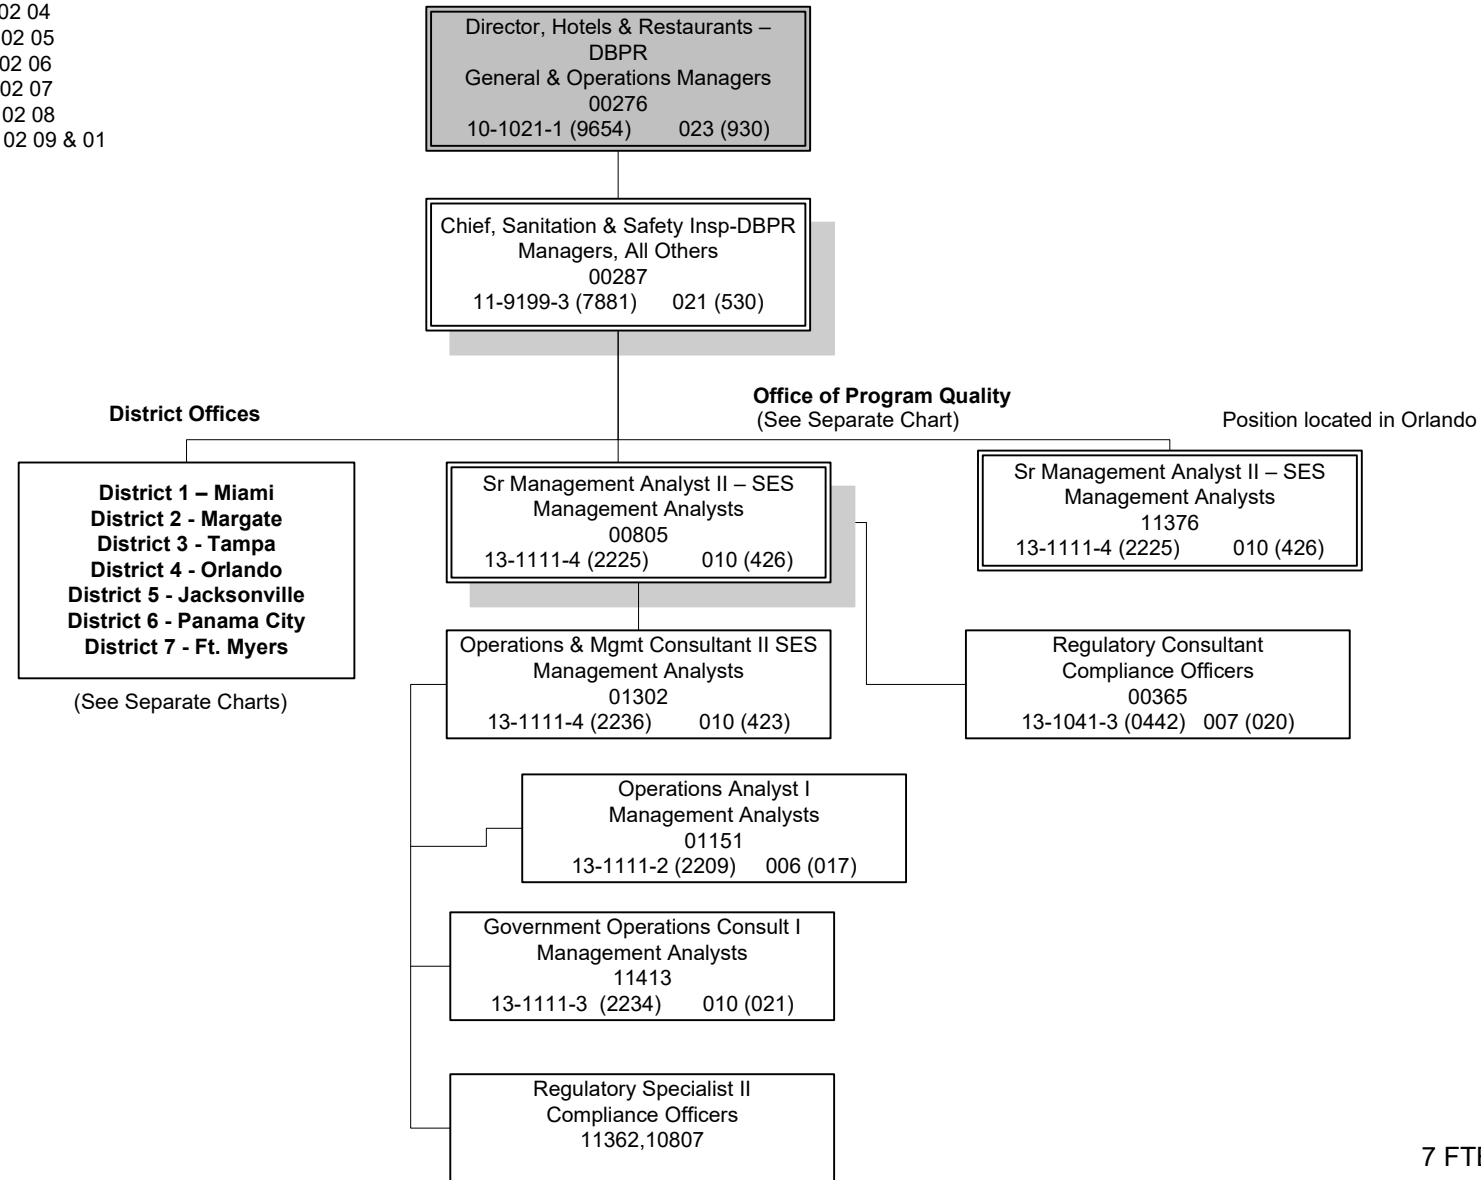 02 04
02 05
02 06
02 07
02 08
02 09 & 01
Director, Hotels & Restaurants –
DBPR
General & Operations Managers
00276
10-1021-1 (9654) 023 (930)
Chief, Sanitation & Safety Insp-DBPR
Managers, All Others
00287
11-9199-3 (7881) 021 (530)
District Offices
Office of Program Quality
(See Separate Chart)
Position located in Orlando
District 1 – Miami
District 2 - Margate
District 3 - Tampa
District 4 - Orlando
District 5 - Jacksonville
District 6 - Panama City
District 7 - Ft. Myers
(See Separate Charts)
Sr Management Analyst II – SES
Management Analysts
00805
13-1111-4 (2225) 010 (426)
Sr Management Analyst II – SES
Management Analysts
11376
13-1111-4 (2225) 010 (426)
Operations & Mgmt Consultant II SES
Management Analysts
01302
13-1111-4 (2236) 010 (423)
Regulatory Consultant
Compliance Officers
00365
13-1041-3 (0442) 007 (020)
Operations Analyst I
Management Analysts
01151
13-1111-2 (2209) 006 (017)
Government Operations Consult I
Management Analysts
11413
13-1111-3 (2234) 010 (021)
Regulatory Specialist II
Compliance Officers
11362,10807
7 FTE